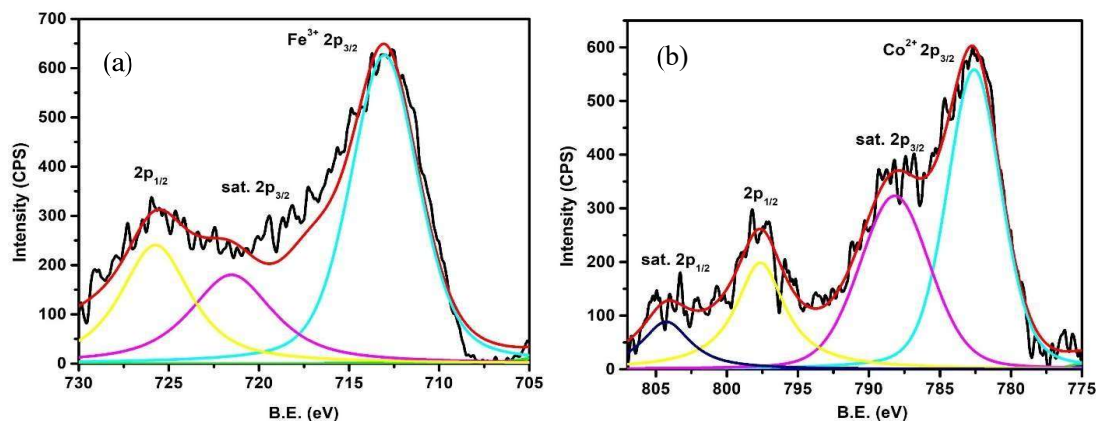 (a)
Fe³⁺ 2p₃/₂
sat. 2p₃/₂
2p₁/₂
700
600
500
400
300
200
100
0
Intensity (CPS)
730 725 720 715 710 705
B.E. (eV)
(b)
Co²⁺ 2p₃/₂
sat. 2p₃/₂
2p₁/₂
sat. 2p₁/₂
600
500
400
300
200
100
0
Intensity (CPS)
805 800 795 790 785 780 775
B.E. (eV)